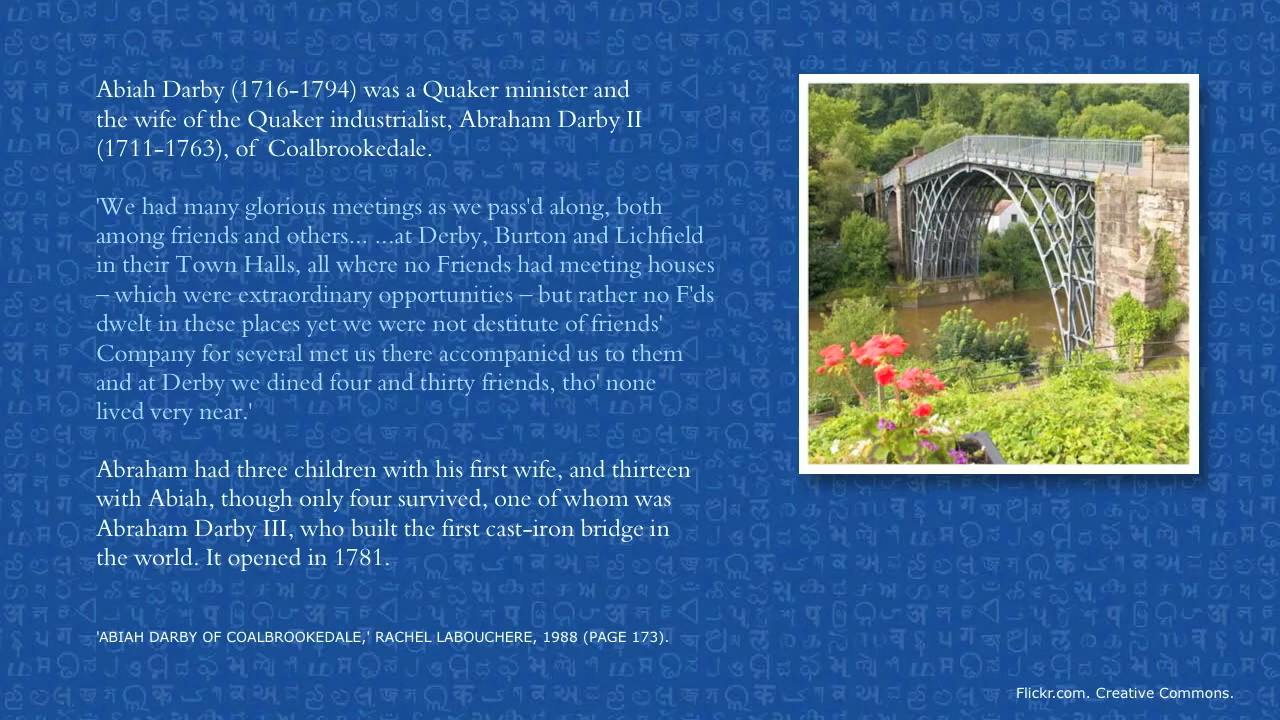 Abiah Darby (1716-1794) was a Quaker minister and
the wife of the Quaker industrialist, Abraham Darby II
(1711-1763), of Coalbrookedale.
'We had many glorious meetings as we pass'd along, both
among friends and others... ...at Derby, Burton and Lichfield
in their Town Halls, all where no Friends had meeting houses
– which were extraordinary opportunities – but rather no F'ds
dwelt in these places yet we were not destitute of friends'
Company for several met us there accompanied us to them
and at Derby we dined four and thirty friends, tho' none
lived very near.'
Abraham had three children with his first wife, and thirteen
with Abiah, though only four survived, one of whom was
Abraham Darby III, who built the first cast-iron bridge in
the world. It opened in 1781.
'ABIAH DARBY OF COALBROOKEDALE,' RACHEL LABOUCHERE, 1988 (PAGE 173).
Flickr.com. Creative Commons.